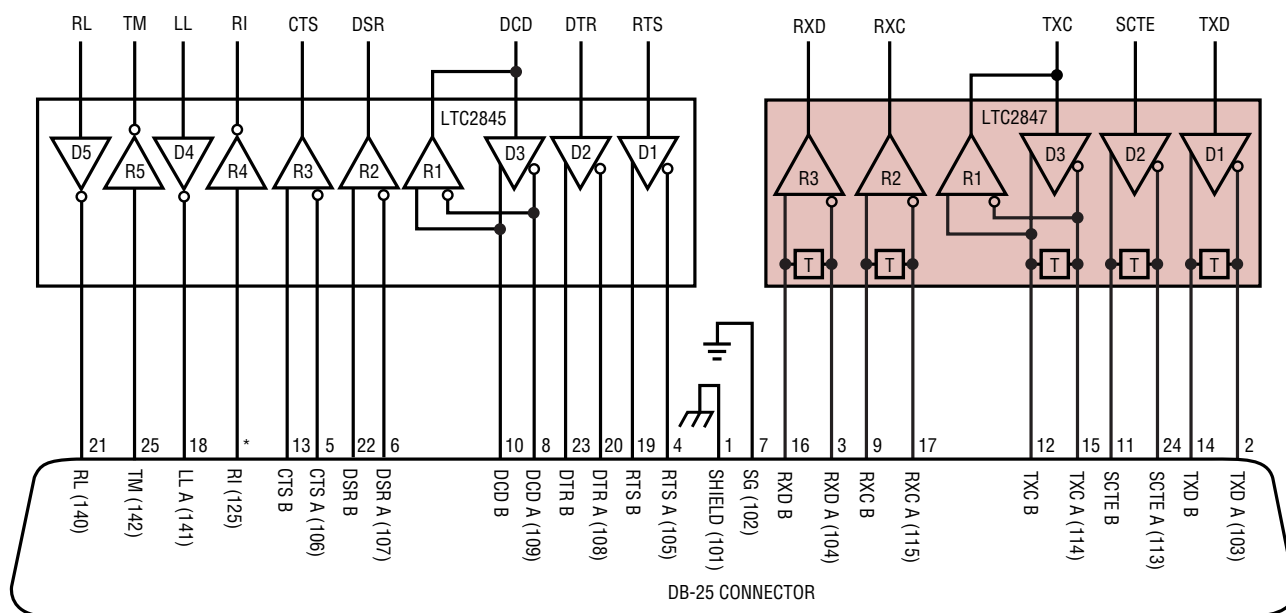 RL TM LL RI CTS DSR DCD DTR RTS RXD RXC TXC SCTE TXD
LTC2845 LTC2847
D5 R5 D4 R4 R3 R2 R1 D3 D2 D1 R3 R2 R1 D3 D2 D1
T T T T T
21 25 18 * 13 5 22 6 10 8 23 20 19 4 1 7 16 3 9 17 12 15 11 24 14 2
RL (140)
TM (142)
LL A (141)
RI (125)
CTS B
CTS A (106)
DSR B
DSR A (107)
DCD B
DCD A (109)
DTR B
DTR A (108)
RTS B
RTS A (105)
SHIELD (101)
SG (102)
RXD B
RXD A (104)
RXC B
RXC A (115)
TXC B
TXC A (114)
SCTE B
SCTE A (113)
TXD B
TXD A (103)
DB-25 CONNECTOR